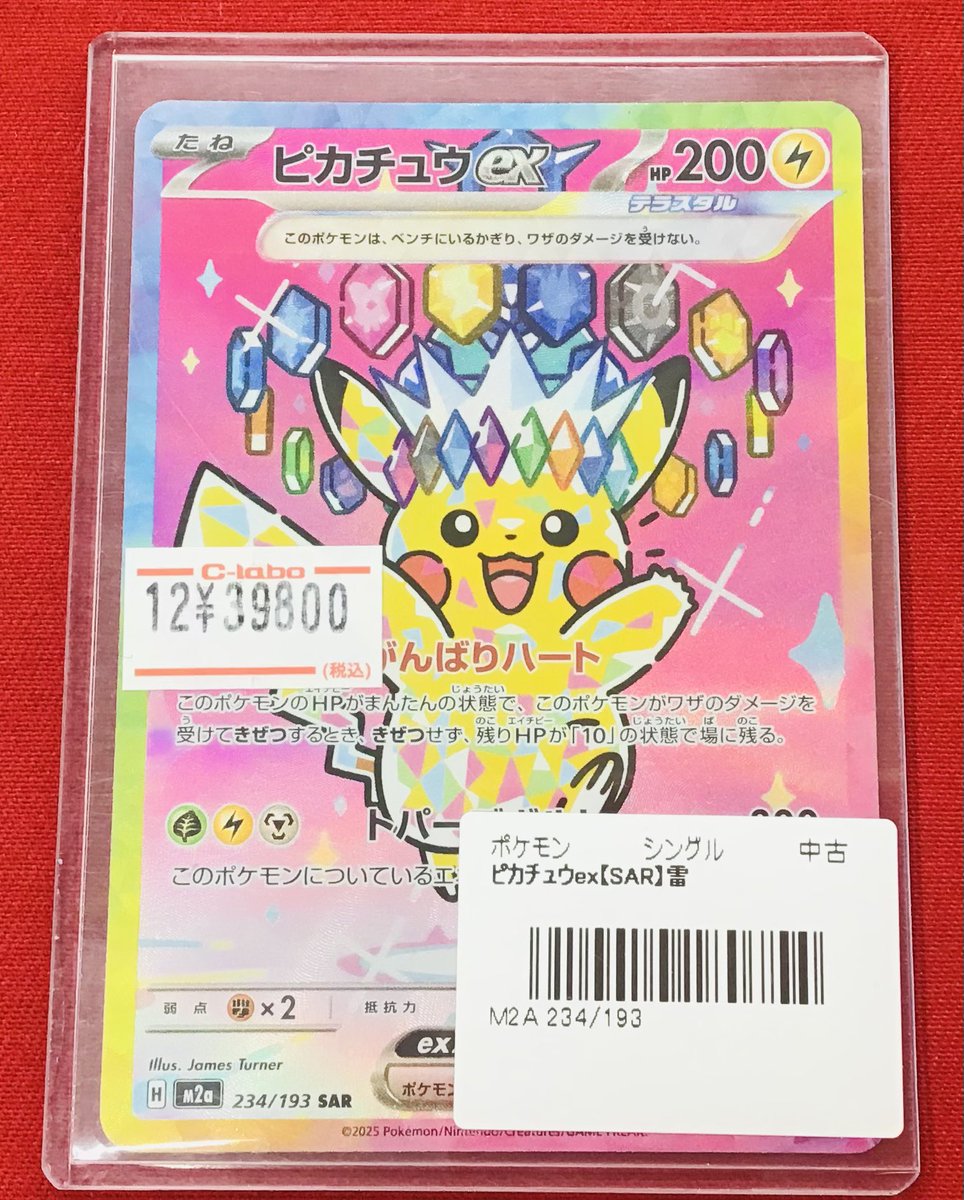 たね
ピカチュウex
HP 200
テラスタル
このポケモンは、ベンチにいるかぎり、ワザのダメージを受けない。
C-labo
12¥39800
(税込)
がんばりハート
このポケモンのHPがまんたんの状態で、このポケモンがワザのダメージを
受けてきぜつするとき、きぜつせず、残りHPが「10」の状態で場に残る。
このポケモンについているエ
ポケモン シングル 中古
ピカチュウex【SAR】雷
M2A 234/193
弱点 ×2 抵抗力
ex
Illus. James Turner
ポケモン
H m2a 234/193 SAR
©2025 Pokémon/Nintendo/Creatures/GAME FREAK.